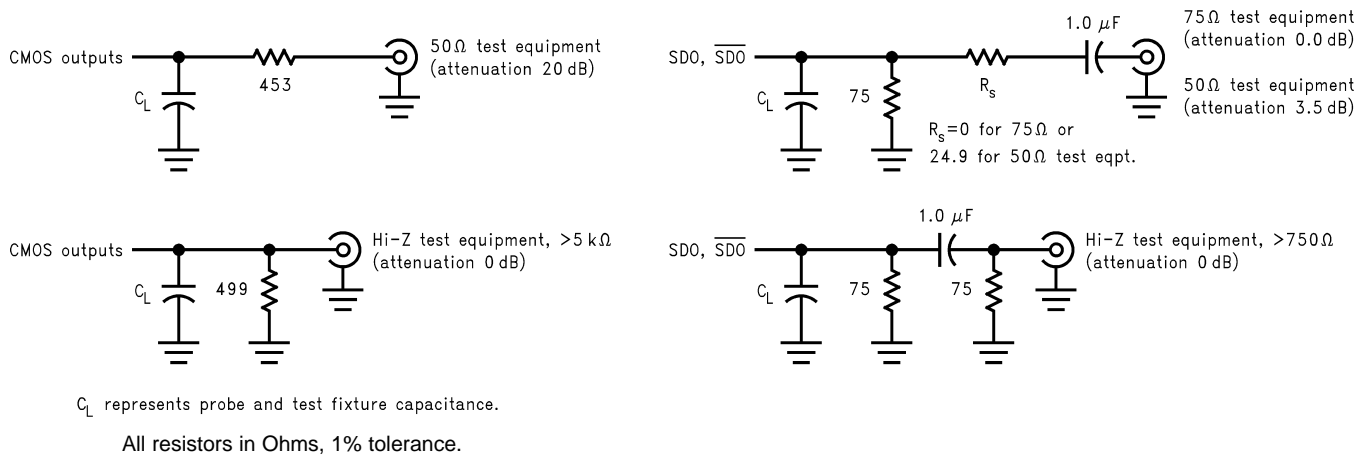 CMOS outputs
C_L
453
50Ω test equipment
(attenuation 20 dB)
SDO, S̅D̅O̅
C_L
75
R_s
1.0 μF
75Ω test equipment
(attenuation 0.0 dB)
50Ω test equipment
(attenuation 3.5 dB)
R_s=0 for 75Ω or
24.9 for 50Ω test eqpt.
CMOS outputs
C_L
499
Hi-Z test equipment, >5 kΩ
(attenuation 0 dB)
SDO, S̅D̅O̅
C_L
75
1.0 μF
75
Hi-Z test equipment, >750Ω
(attenuation 0 dB)
C_L represents probe and test fixture capacitance.
All resistors in Ohms, 1% tolerance.